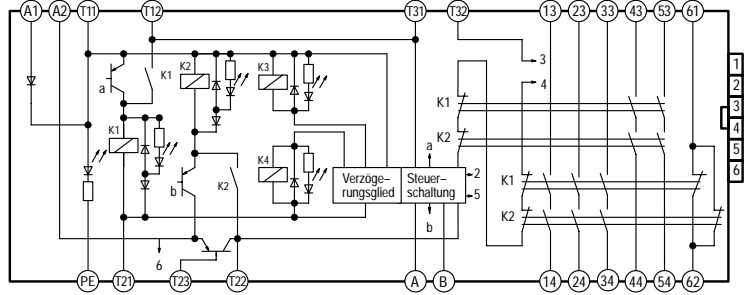 A1 A2 T11 T12 T31 T32 13 23 33 43 53 61
K1 K2 K3 3
a 4
1
2
3
4
5
6
K1
K1 a K2
K4
b K2 Verzöge-
rungsglied Steuer-
schaltung 2
5
K1
b K2
6
PE T21 T23 T22 A B 14 24 34 44 54 62